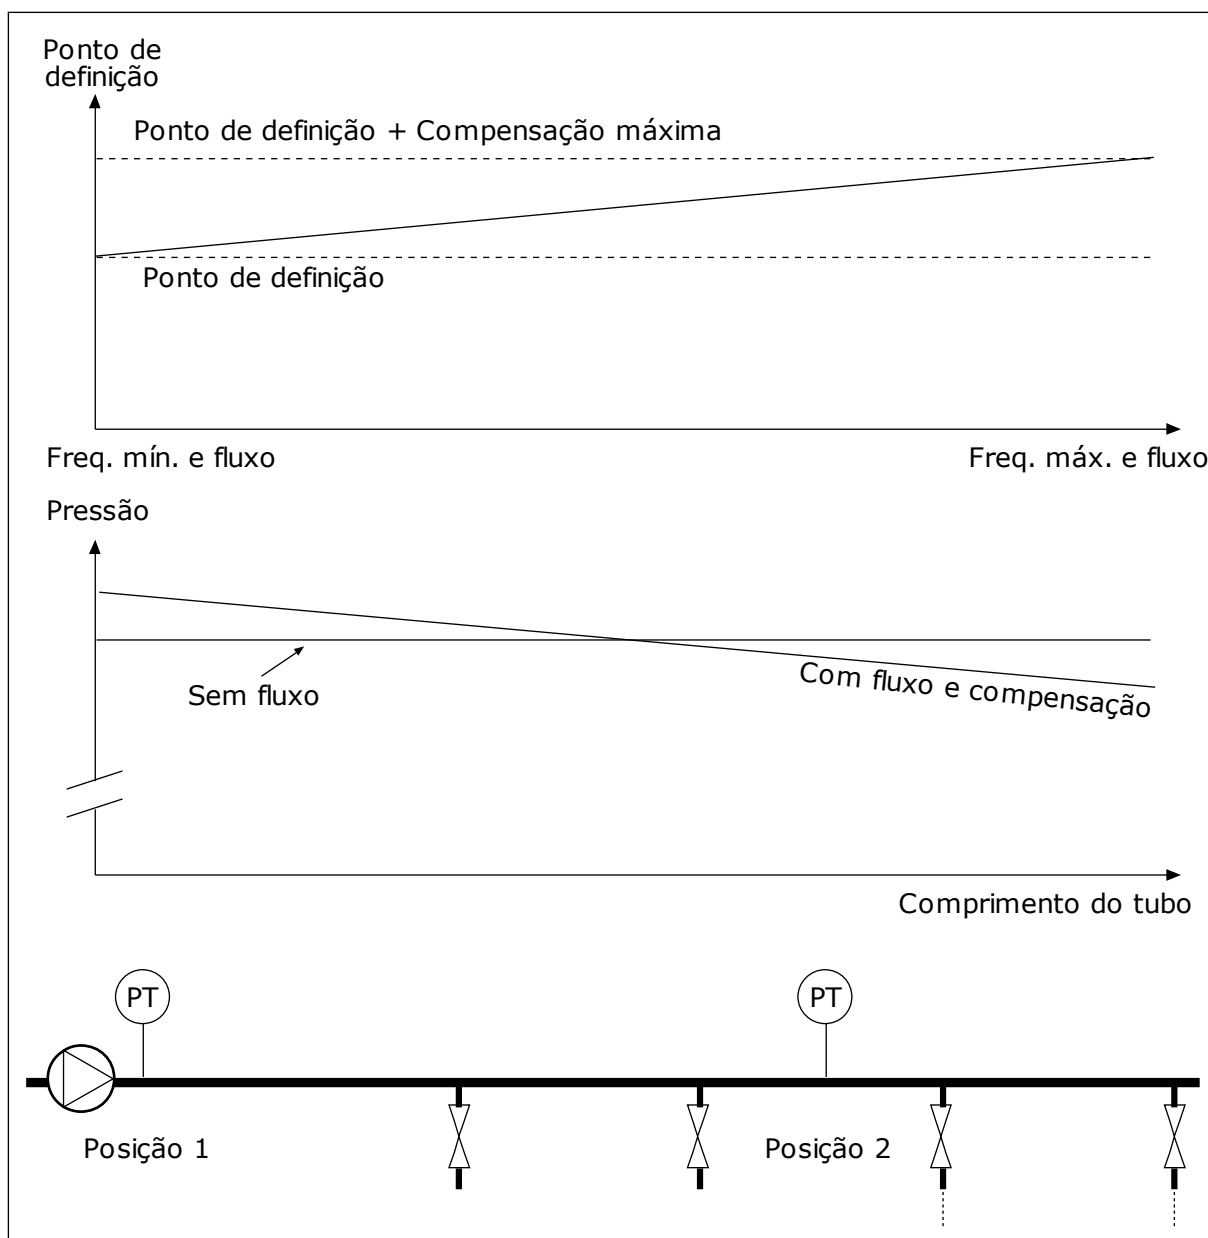 Ponto de
definição
Ponto de definição + Compensação máxima
Ponto de definição
Freq. mín. e fluxo
Freq. máx. e fluxo
Pressão
Sem fluxo
Com fluxo e compensação
Comprimento do tubo
PT
PT
Posição 1
Posição 2